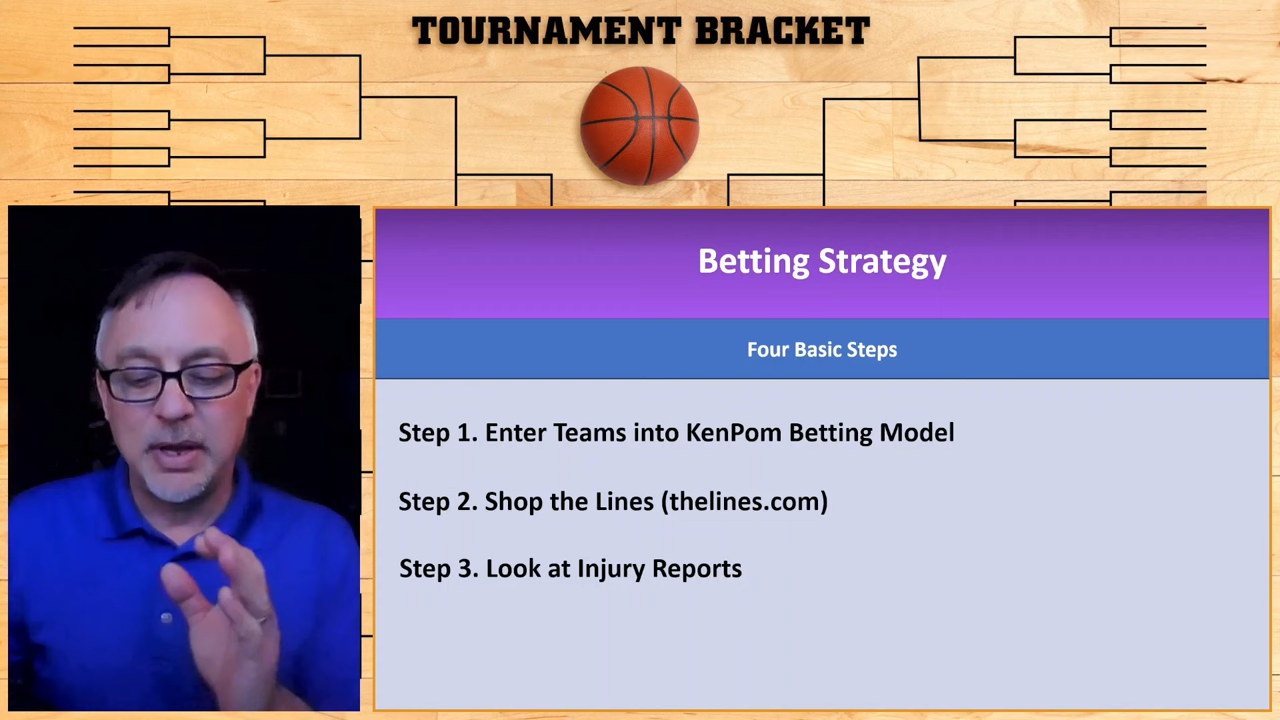 TOURNAMENT BRACKET
Betting Strategy
Four Basic Steps
Step 1. Enter Teams into KenPom Betting Model
Step 2. Shop the Lines (thelines.com)
Step 3. Look at Injury Reports